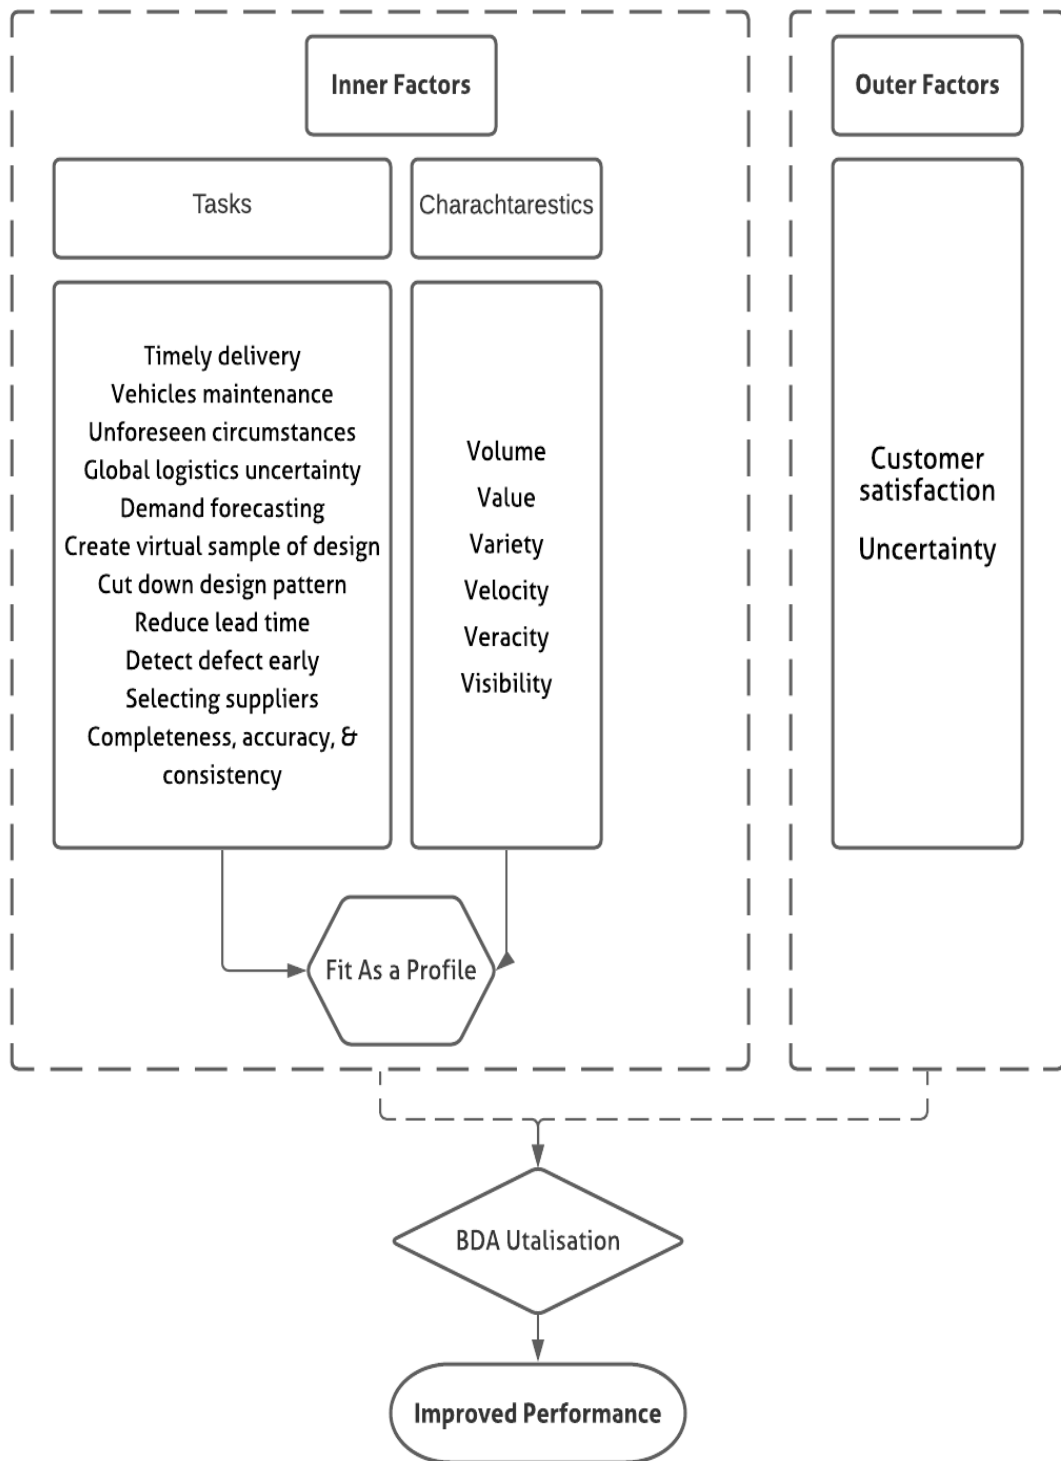 Inner Factors
Outer Factors
Tasks
Charachtarestics
Timely delivery
Vehicles maintenance
Unforeseen circumstances
Global logistics uncertainty
Demand forecasting
Create virtual sample of design
Cut down design pattern
Reduce lead time
Detect defect early
Selecting suppliers
Completeness, accuracy, &
consistency
Volume
Value
Variety
Velocity
Veracity
Visibility
Customer
satisfaction
Uncertainty
Fit As a Profile
BDA Utalisation
Improved Performance